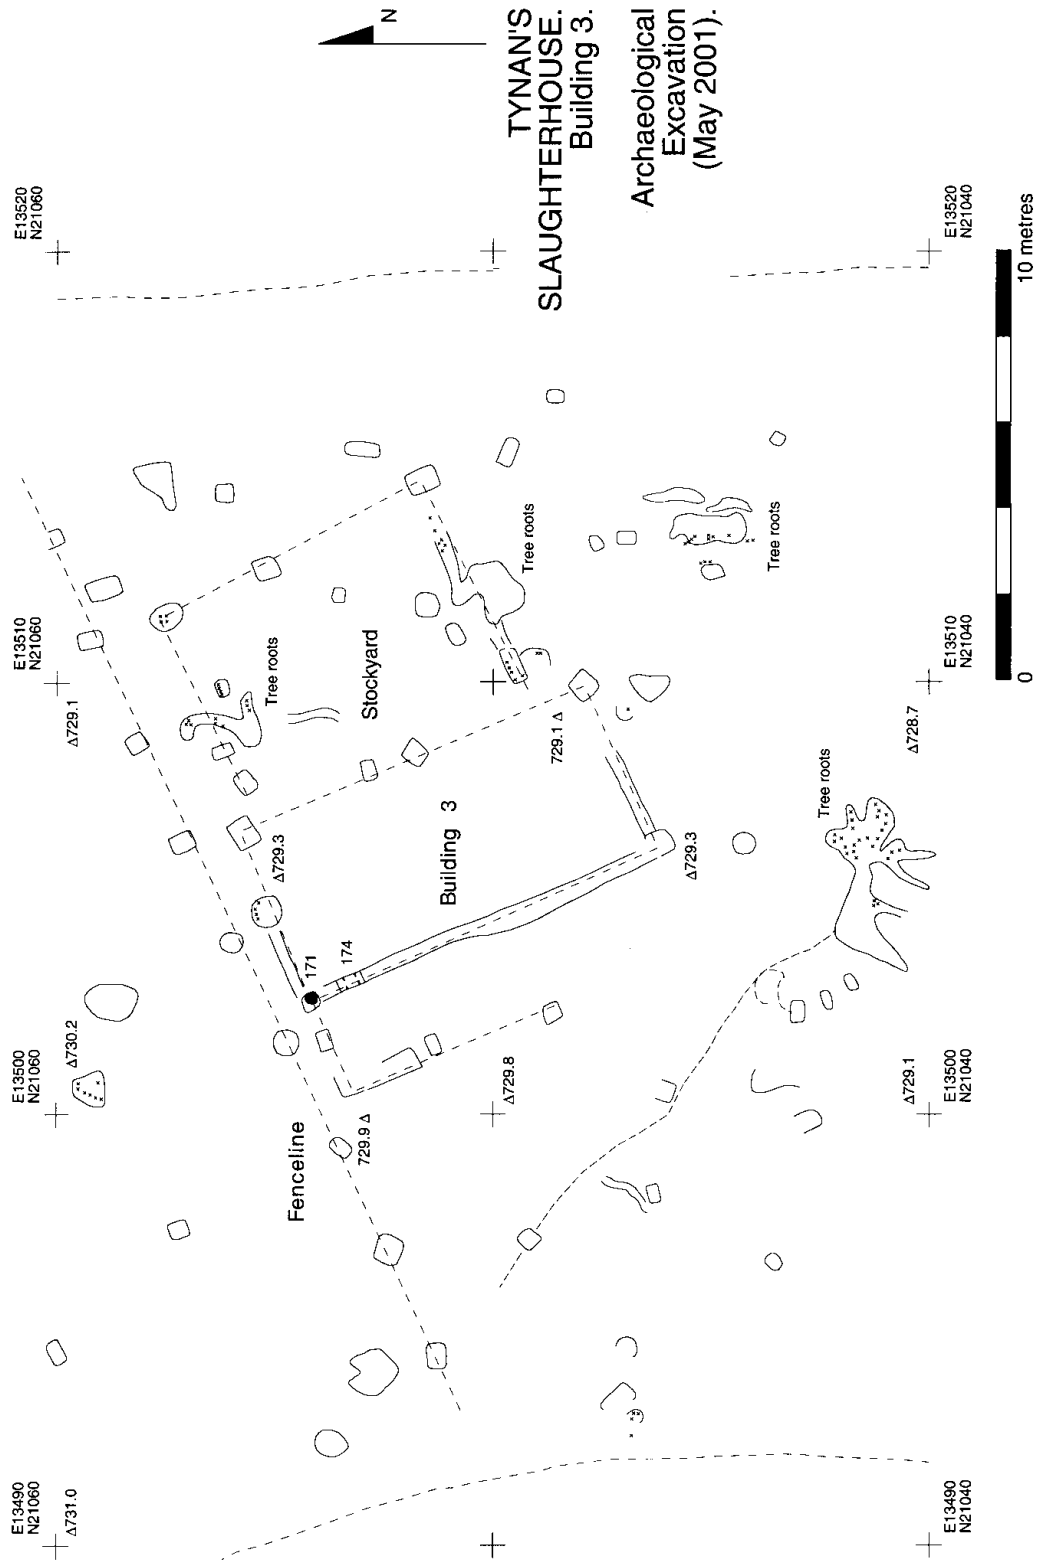 TYNAN'S
SLAUGHTERHOUSE.
Building 3.
Archaeological
Excavation
(May 2001).
N
E13490
N21060
Δ731.0
E13500
N21060
Δ730.2
E13510
N21060
Δ729.1
E13520
N21060
Fenceline
729.9 Δ
171
174
Δ729.3
Tree roots
Stockyard
Building 3
Δ729.8
729.1 Δ
Tree roots
Δ729.3
Tree roots
Tree roots
Δ729.1
Δ728.7
E13490
N21040
E13500
N21040
E13510
N21040
E13520
N21040
0
10 metres